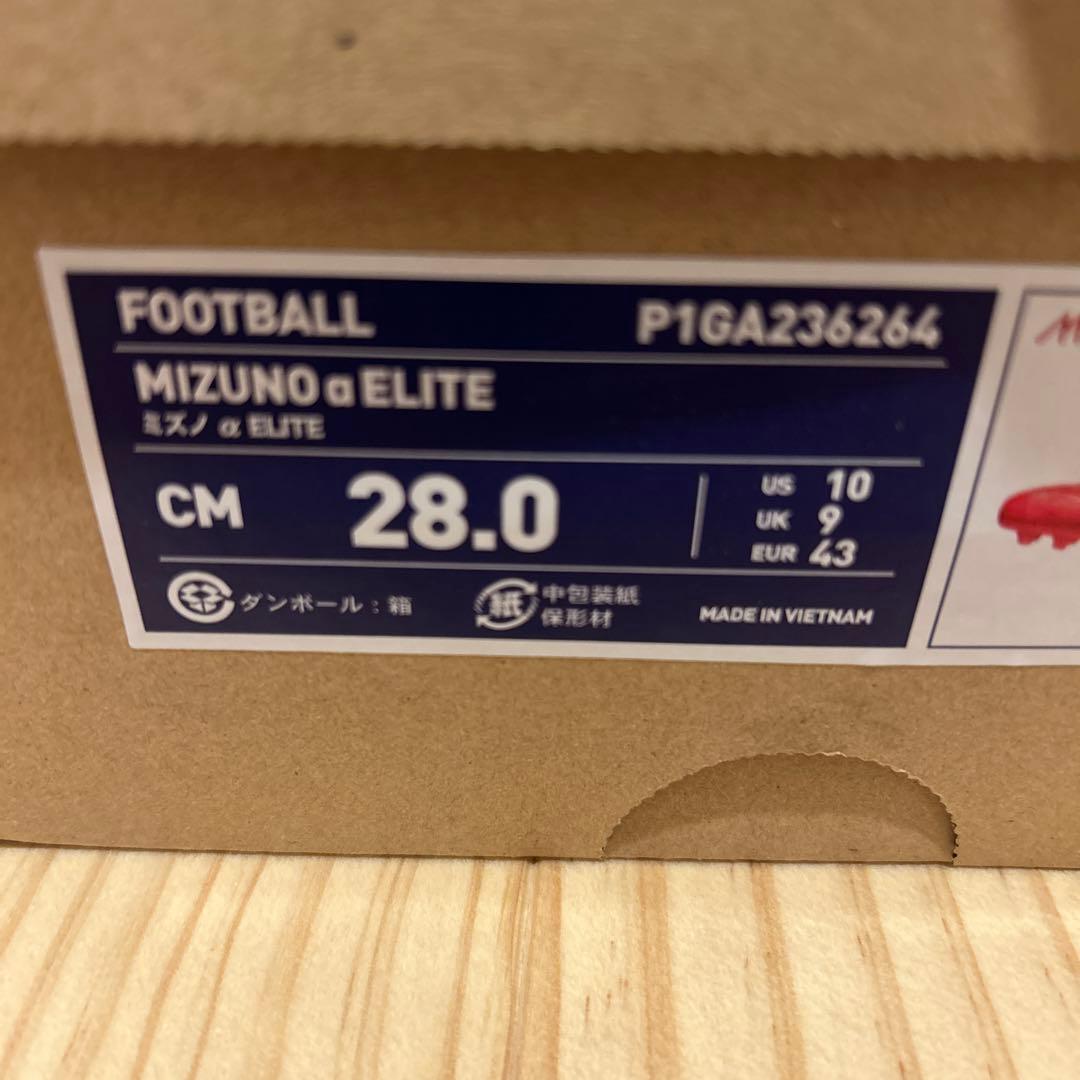 FOOTBALL P1GA236264
MIZUNO α ELITE
ミズノ α ELITE
CM 28.0
US 10
UK 9
EUR 43
ダンボール：箱
紙 中包装紙
保形材
MADE IN VIETNAM